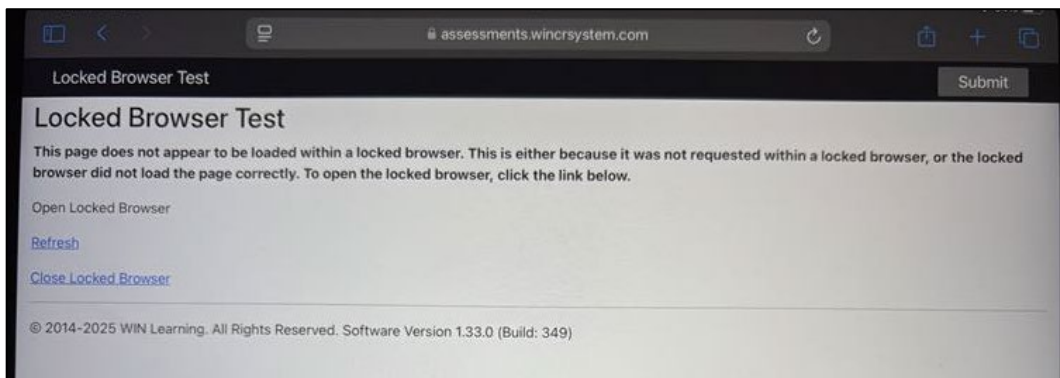 assessments.wincrsystem.com
Locked Browser Test
Submit
Locked Browser Test
This page does not appear to be loaded within a locked browser. This is either because it was not requested within a locked browser, or the locked
browser did not load the page correctly. To open the locked browser, click the link below.
Open Locked Browser
Refresh
Close Locked Browser
© 2014-2025 WIN Learning. All Rights Reserved. Software Version 1.33.0 (Build: 349)